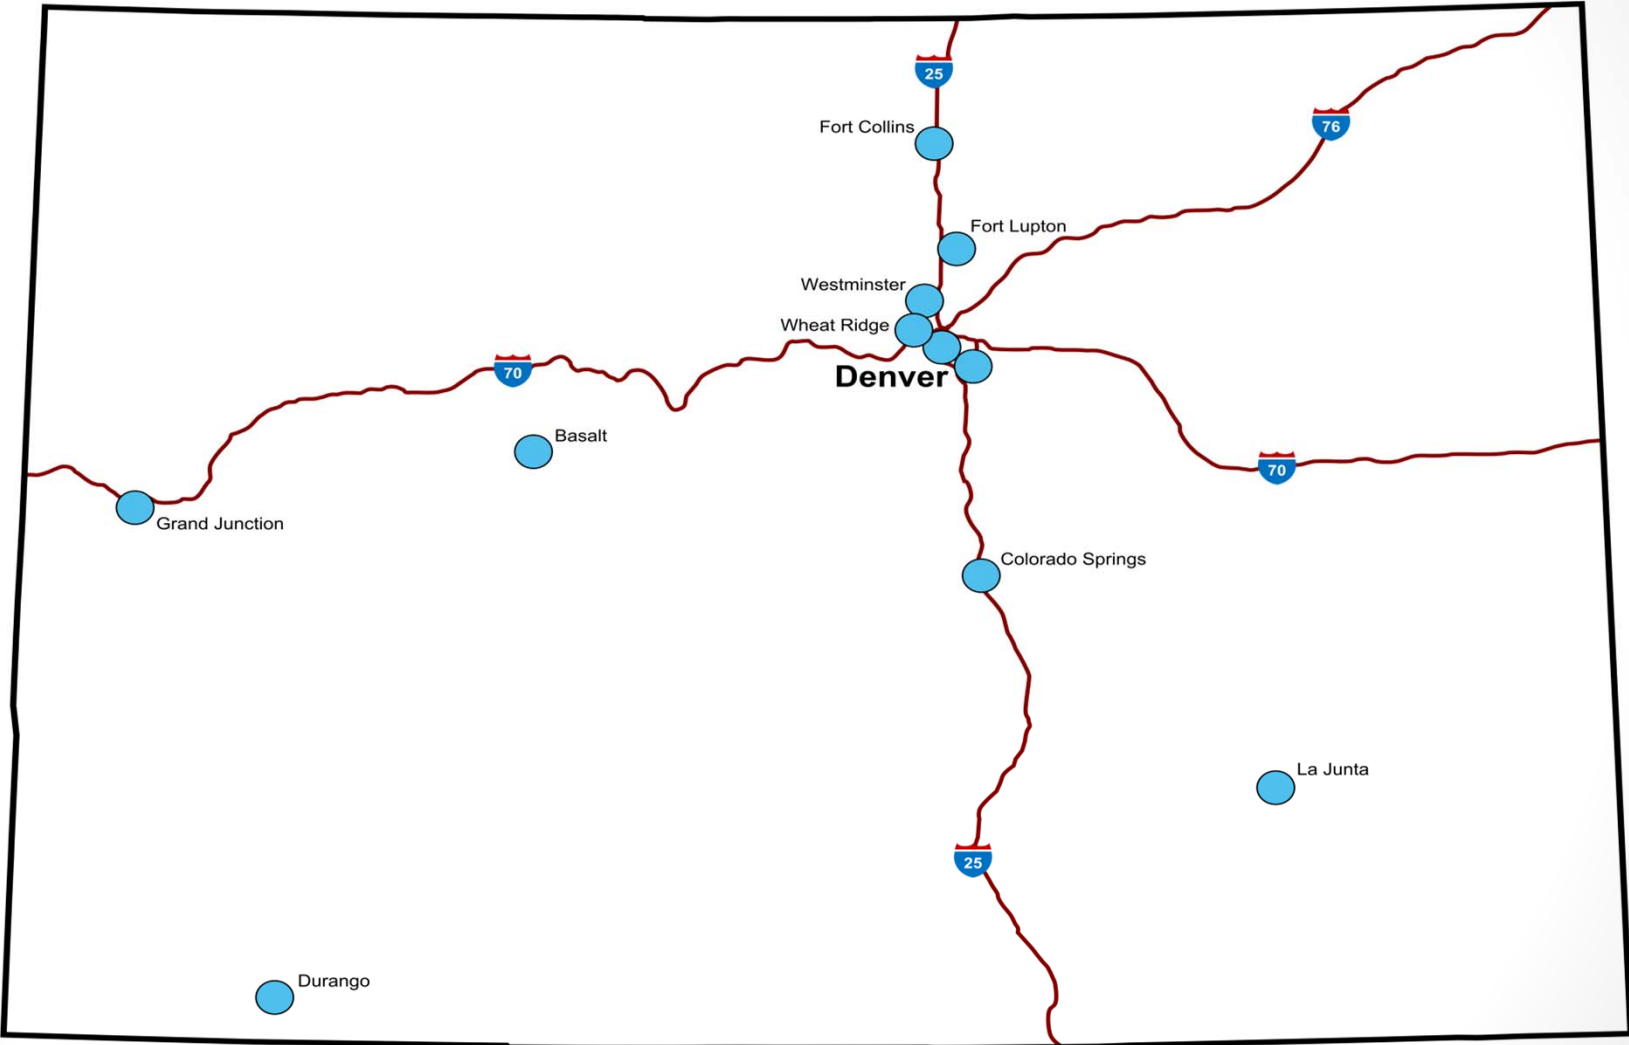 25
Fort Collins
76
Fort Lupton
Westminster
Wheat Ridge
70
Denver
Basalt
70
Grand Junction
Colorado Springs
La Junta
25
Durango